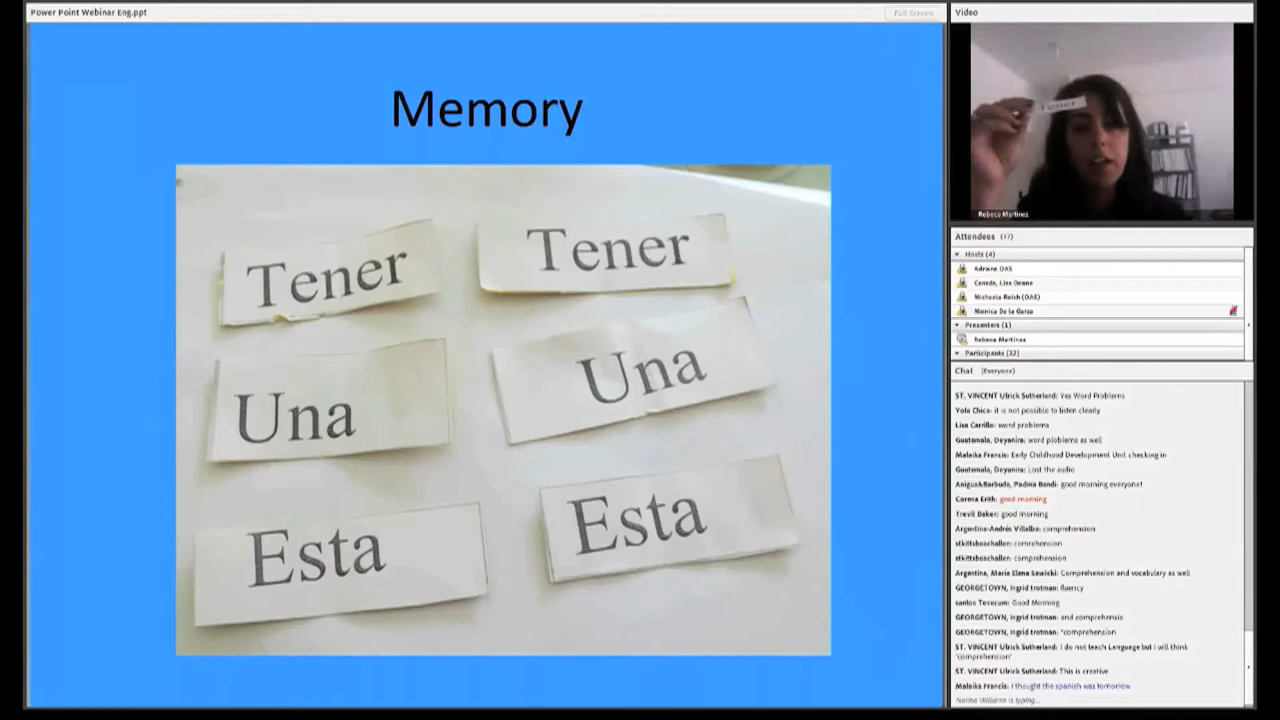 Power Point Webinar Eng.ppt
Full Screen
Memory
Tener
Tener
Una
Una
Esta
Esta
Video
Rebeca Martinez
Attendees (37)
Hosts (4)
Adriana OAS
Canada, Lisa Deane
Michaela Reich (OAS)
Monica De la Garza
Presenters (1)
Rebeca Martinez
Participants (32)
Chat (Everyone)
ST. VINCENT Ulrick Sutherland: Yes Word Problems
Yola Chica: it is not possible to listen clearly
Lisa Carrillo: word problems
Guatemala, Deyanira: word problems as well
Maleika Francis: Early Childhood Development Unit checking in
Guatemala, Deyanira: Lost the audio
Anigua&Barbuda, Padma Bandi: good morning everyone!
Corena Erith: good morning
Trevil Baker: good morning
Argentina-Andrés Villalba: comprehension
stkittsbeachallen: comrehension
stkittsbeachallen: comprehension
Argentina, Maria Elena Sawicki: Comprehension and vocabulary as well
GEORGETOWN, Ingrid trotman: fluency
santos Tesecum: Good Morning
GEORGETOWN, Ingrid trotman: and comprehensio
GEORGETOWN, Ingrid trotman: *comprehension
ST. VINCENT Ulrick Sutherland: I do not teach Language but I will think
'comprehension'
ST. VINCENT Ulrick Sutherland: This is creative
Maleika Francis: I thought the spanish was tomorrow
Norma Williams is typing...